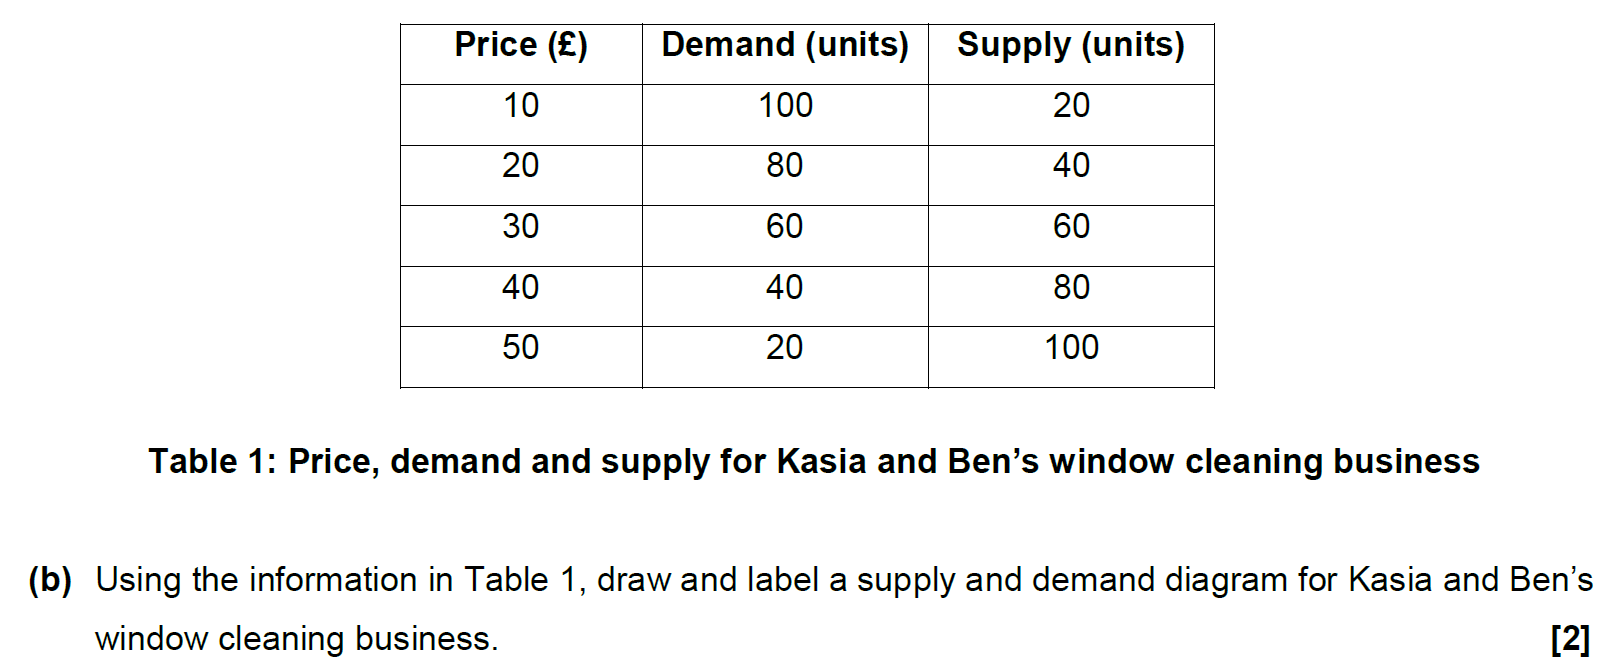 Price (£) Demand (units) Supply (units)
10 100 20
20 80 40
30 60 60
40 40 80
50 20 100
Table 1: Price, demand and supply for Kasia and Ben’s window cleaning business
(b) Using the information in Table 1, draw and label a supply and demand diagram for Kasia and Ben’s
window cleaning business. [2]